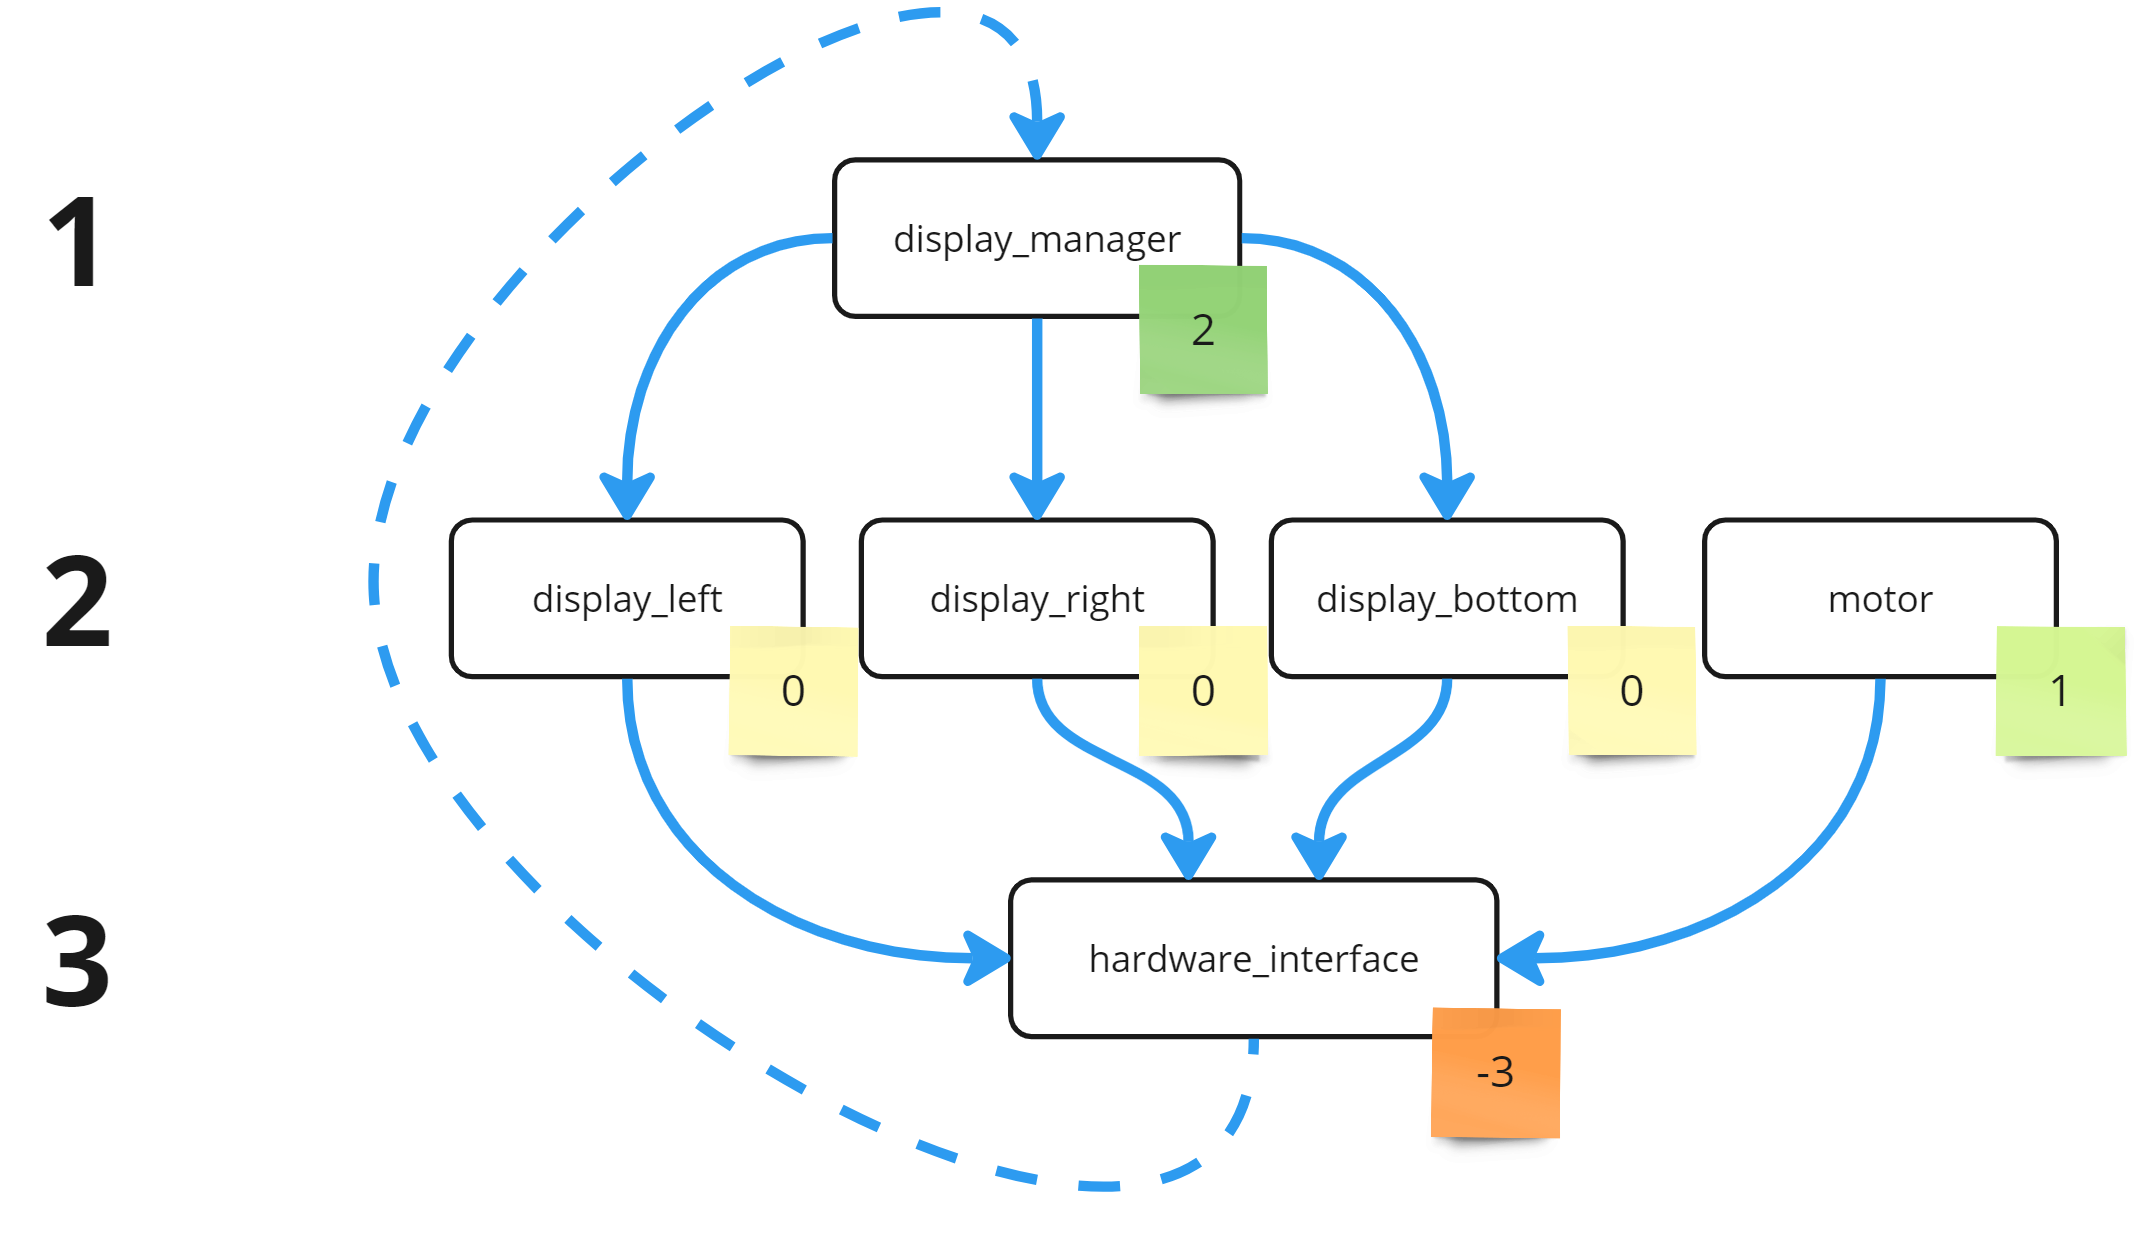 1
display_manager
2
2
display_left
display_right
display_bottom
motor
0
0
0
1
3
hardware_interface
-3